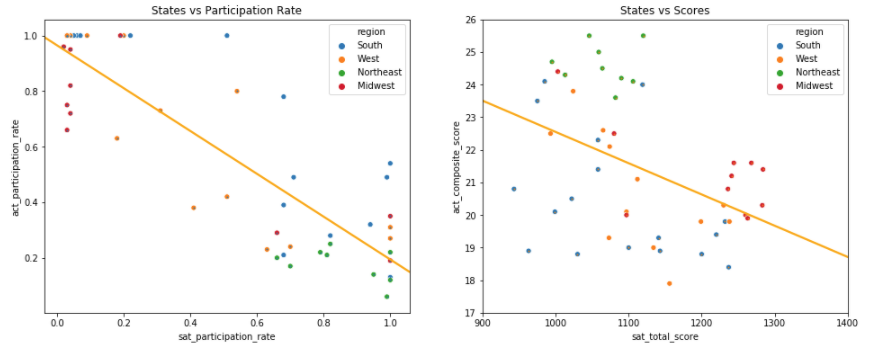 States vs Participation Rate
region
South
West
Northeast
Midwest
act_participation_rate
1.0
0.8
0.6
0.4
0.2
0.0
0.2
0.4
0.6
0.8
1.0
sat_participation_rate
States vs Scores
region
South
West
Northeast
Midwest
act_composite_score
26
25
24
23
22
21
20
19
18
17
900
1000
1100
1200
1300
1400
sat_total_score